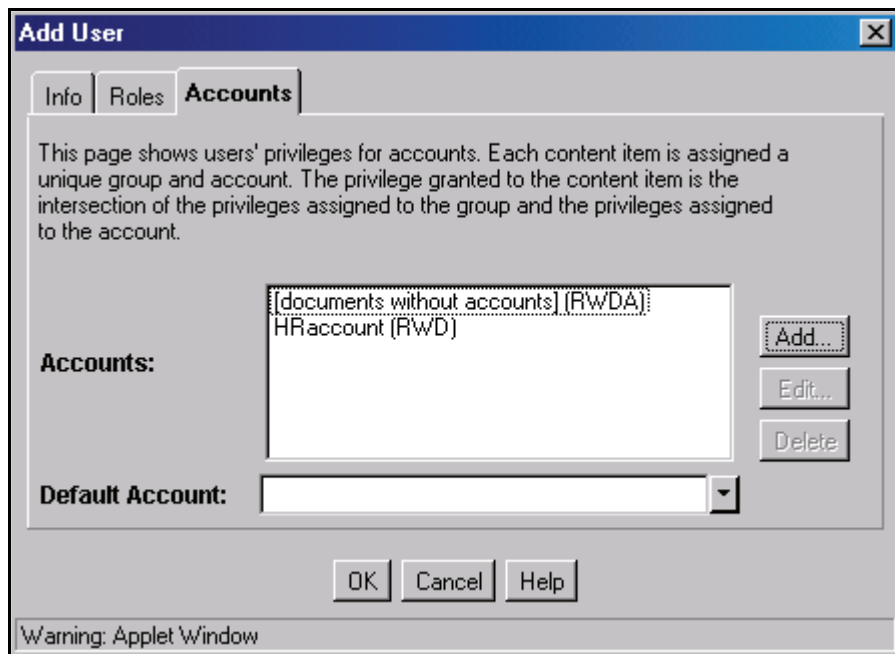 Add User
Info Roles Accounts
This page shows users' privileges for accounts. Each content item is assigned a
unique group and account. The privilege granted to the content item is the
intersection of the privileges assigned to the group and the privileges assigned
to the account.
[documents without accounts] (RWDA)
HRaccount (RWD)
Accounts:
Add...
Edit...
Delete
Default Account:
OK Cancel Help
Warning: Applet Window